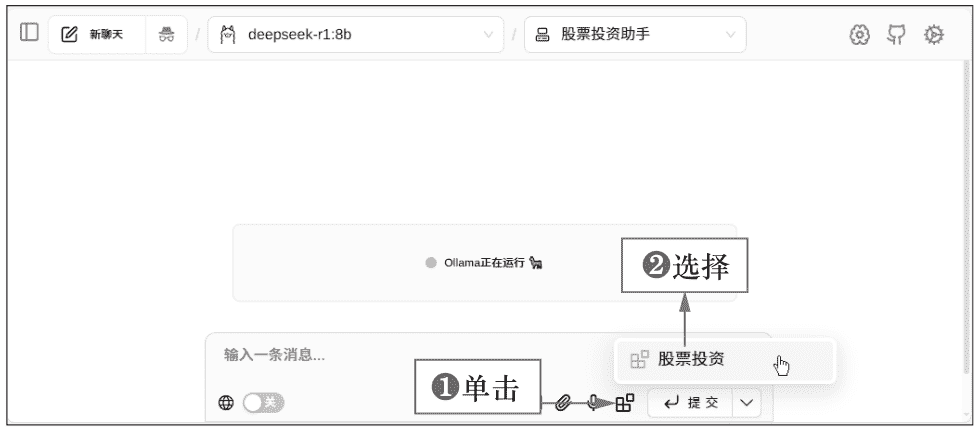 新聊天 / deepseek-r1:8b / 股票投资助手
Ollama正在运行
❷选择
输入一条消息...
股票投资
❶单击
关
提 交